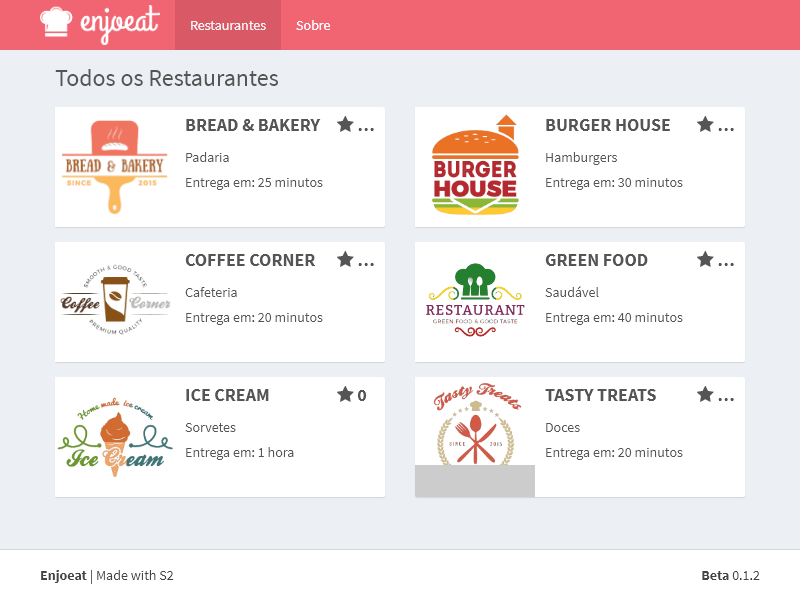 enjoeat
Restaurantes
Sobre
Todos os Restaurantes
BREAD & BAKERY
SINCE 2015
BREAD & BAKERY
...
Padaria
Entrega em: 25 minutos
BURGER
HOUSE
BURGER HOUSE
...
Hamburgers
Entrega em: 30 minutos
SMOOTH & GOOD TASTE
Coffee Corner
PREMIUM QUALITY
COFFEE CORNER
...
Cafeteria
Entrega em: 20 minutos
RESTAURANT
GREEN FOOD & GOOD TASTE
GREEN FOOD
...
Saudável
Entrega em: 40 minutos
Home made ice cream
Ice Cream
ICE CREAM
0
Sorvetes
Entrega em: 1 hora
Tasty Treats
SINCE 2015
TASTY TREATS
...
Doces
Entrega em: 20 minutos
Enjoeat | Made with S2
Beta 0.1.2